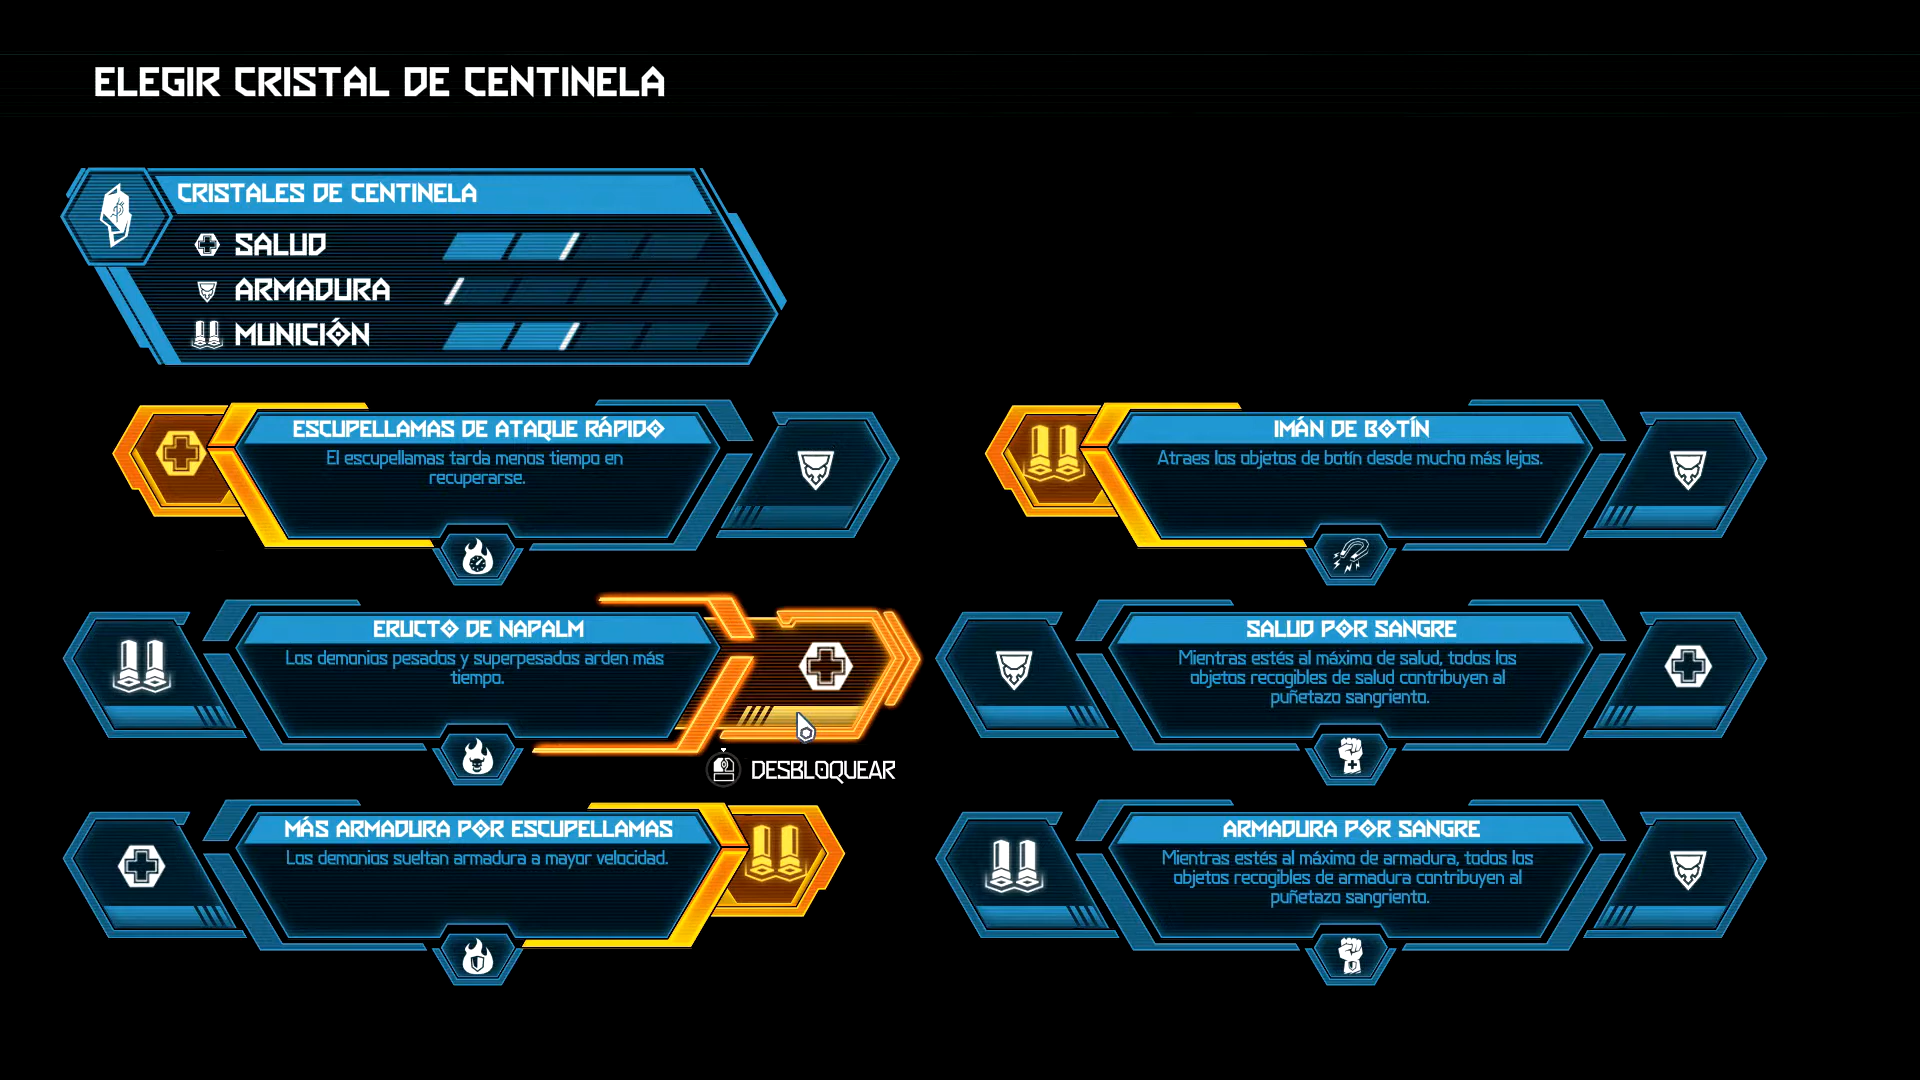 ELEGIR CRISTAL DE CENTINELA
CRISTALES DE CENTINELA
SALUD
ARMADURA
MUNICIÓN
ESCUPELLAMAS DE ATAQUE RÁPIDO
El escupellamas tarda menos tiempo en
recuperarse.
IMÁN DE BOTÍN
Atraes los objetos de botín desde mucho más lejos.
ERUCTO DE NAPALM
Los demonios pesados y superpesados arden más
tiempo.
DESBLOQUEAR
SALUD POR SANGRE
Mientras estés al máximo de salud, todos los
objetos recogibles de salud contribuyen al
puñetazo sangriento.
MÁS ARMADURA POR ESCUPELLAMAS
Los demonios sueltan armadura a mayor velocidad.
ARMADURA POR SANGRE
Mientras estés al máximo de armadura, todos los
objetos recogibles de armadura contribuyen al
puñetazo sangriento.